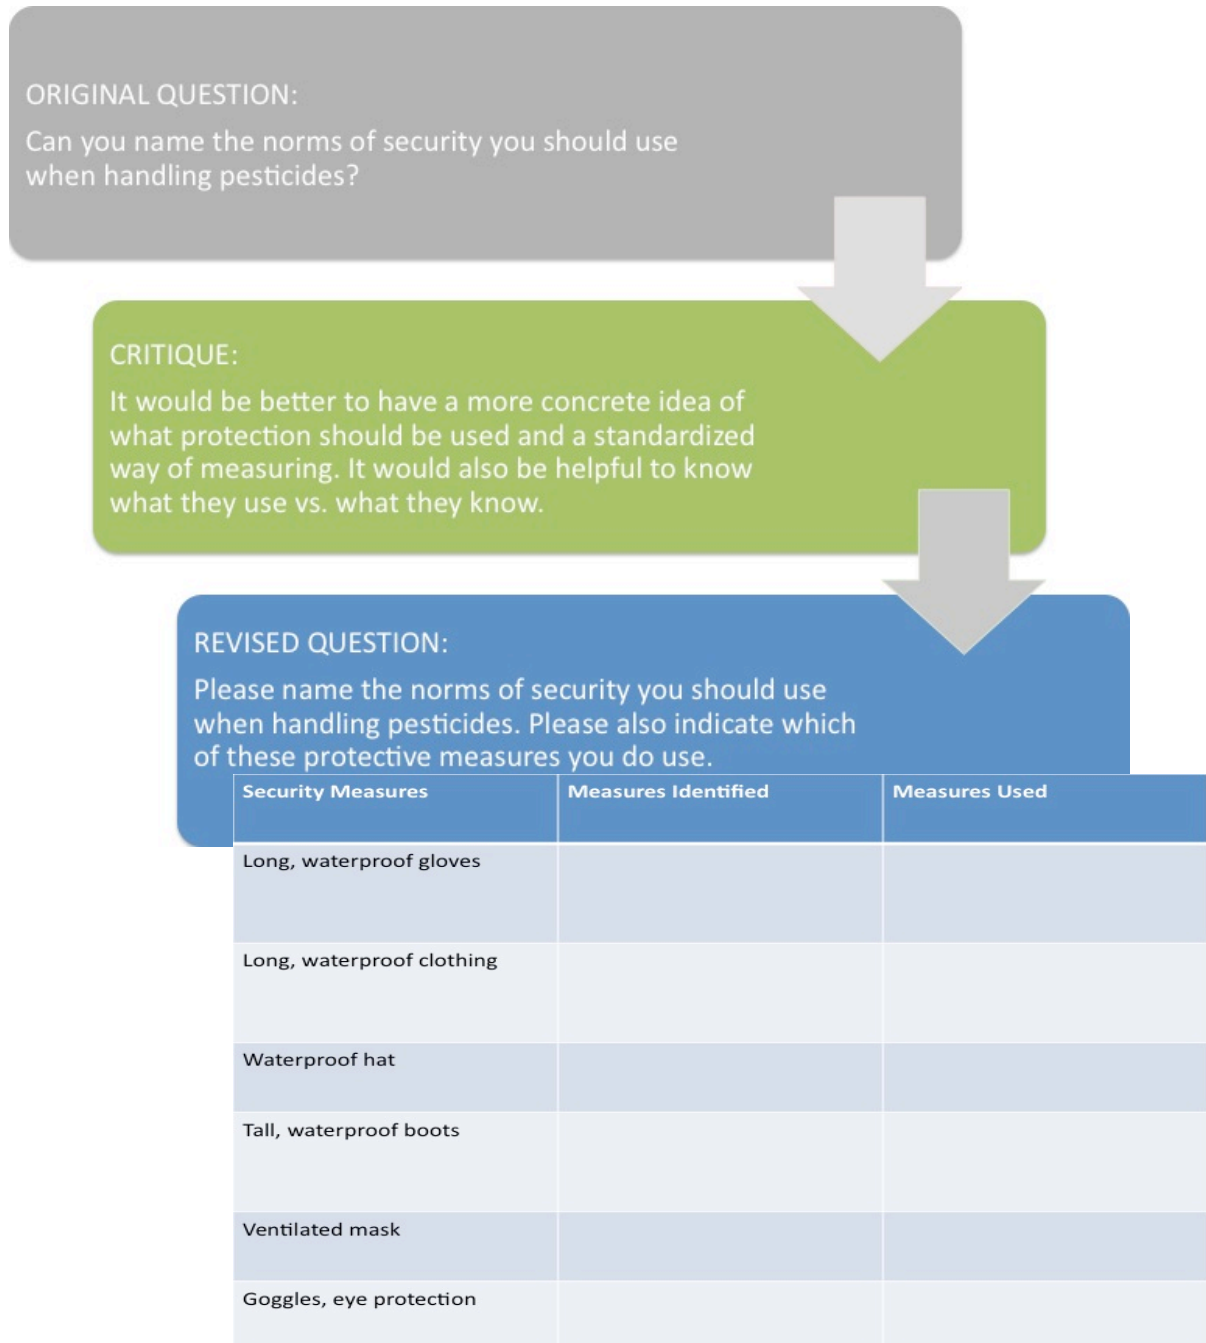 ORIGINAL QUESTION:
Can you name the norms of security you should use
when handling pesticides?
CRITIQUE:
It would be better to have a more concrete idea of
what protection should be used and a standardized
way of measuring. It would also be helpful to know
what they use vs. what they know.
REVISED QUESTION:
Please name the norms of security you should use
when handling pesticides. Please also indicate which
of these protective measures you do use.
Security Measures Measures Identified Measures Used
Long, waterproof gloves
Long, waterproof clothing
Waterproof hat
Tall, waterproof boots
Ventilated mask
Goggles, eye protection